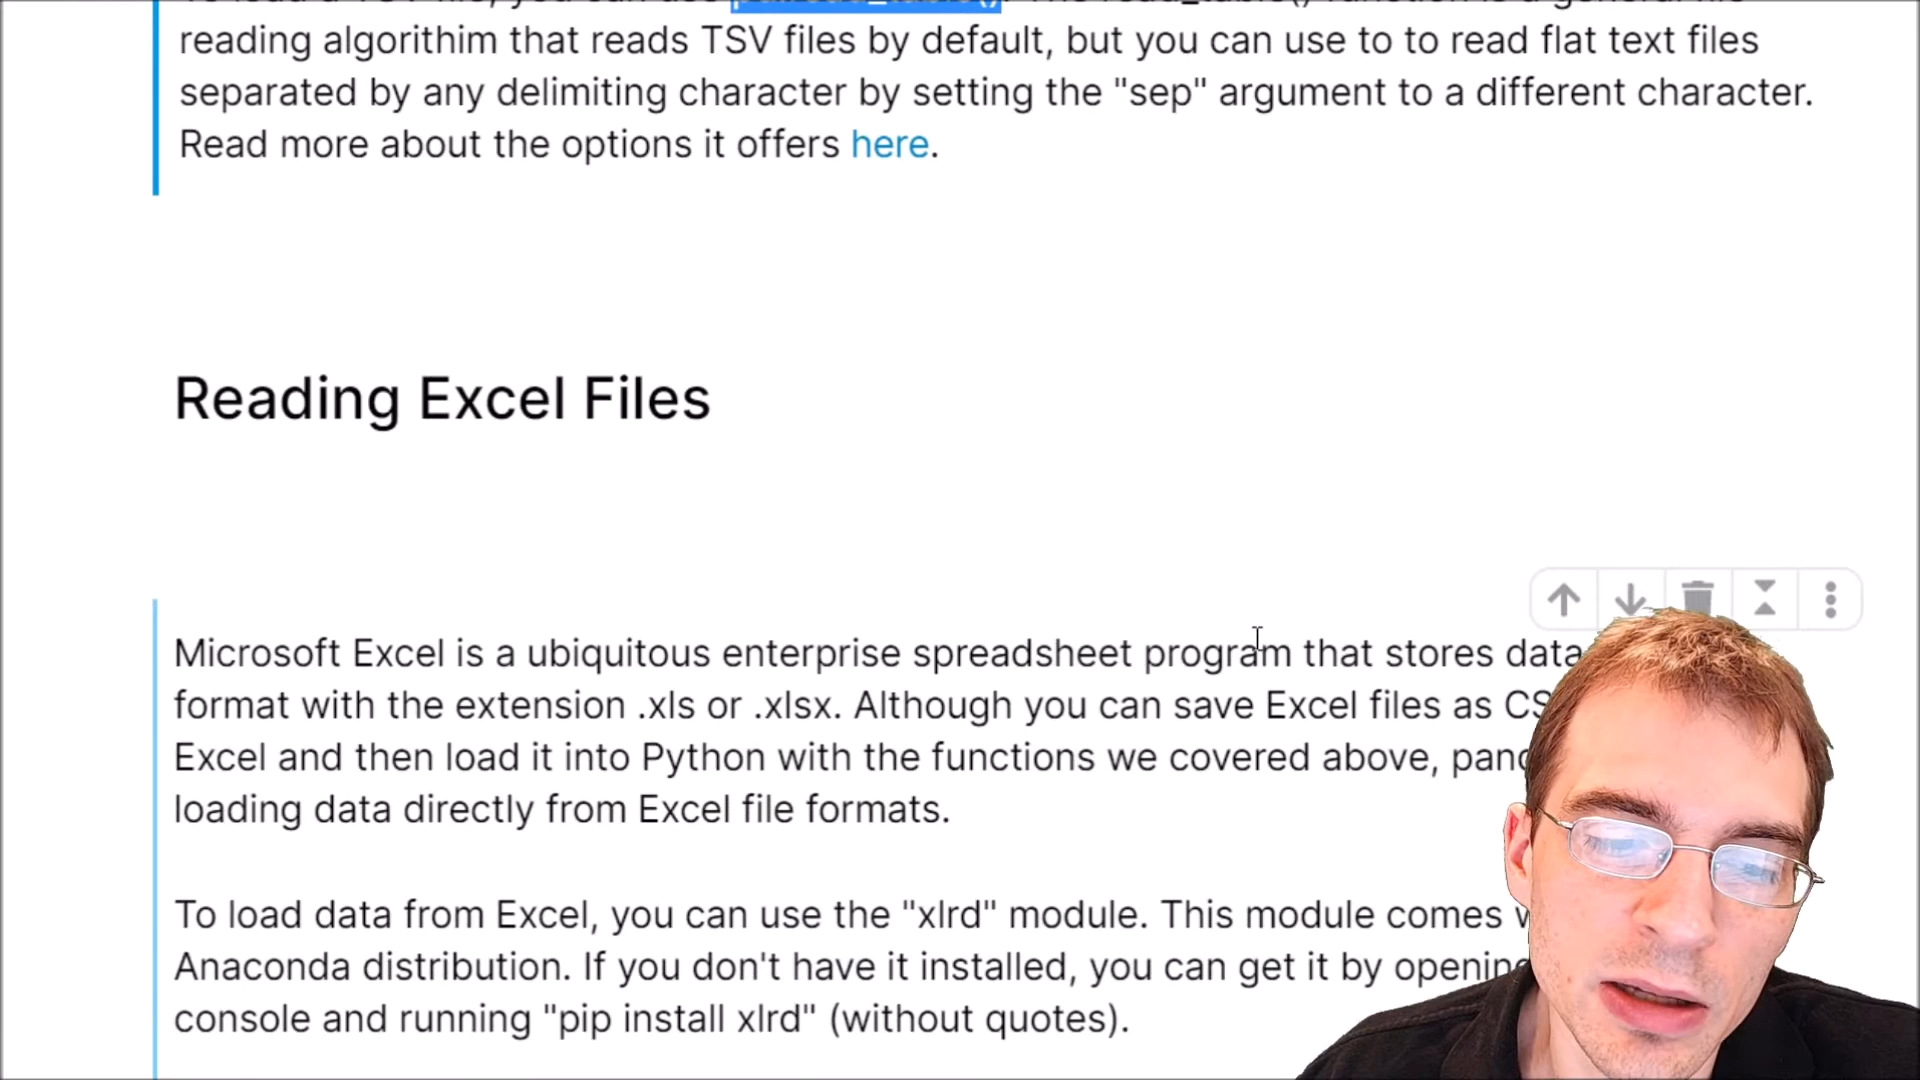 reading algorithim that reads TSV files by default, but you can use to to read flat text files
separated by any delimiting character by setting the "sep" argument to a different character.
Read more about the options it offers here.
Reading Excel Files
Microsoft Excel is a ubiquitous enterprise spreadsheet program that stores data
format with the extension .xls or .xlsx. Although you can save Excel files as
Excel and then load it into Python with the functions we covered above,
loading data directly from Excel file formats.
To load data from Excel, you can use the "xlrd" module. This module comes
Anaconda distribution. If you don't have it installed, you can get it by
console and running "pip install xlrd" (without quotes).